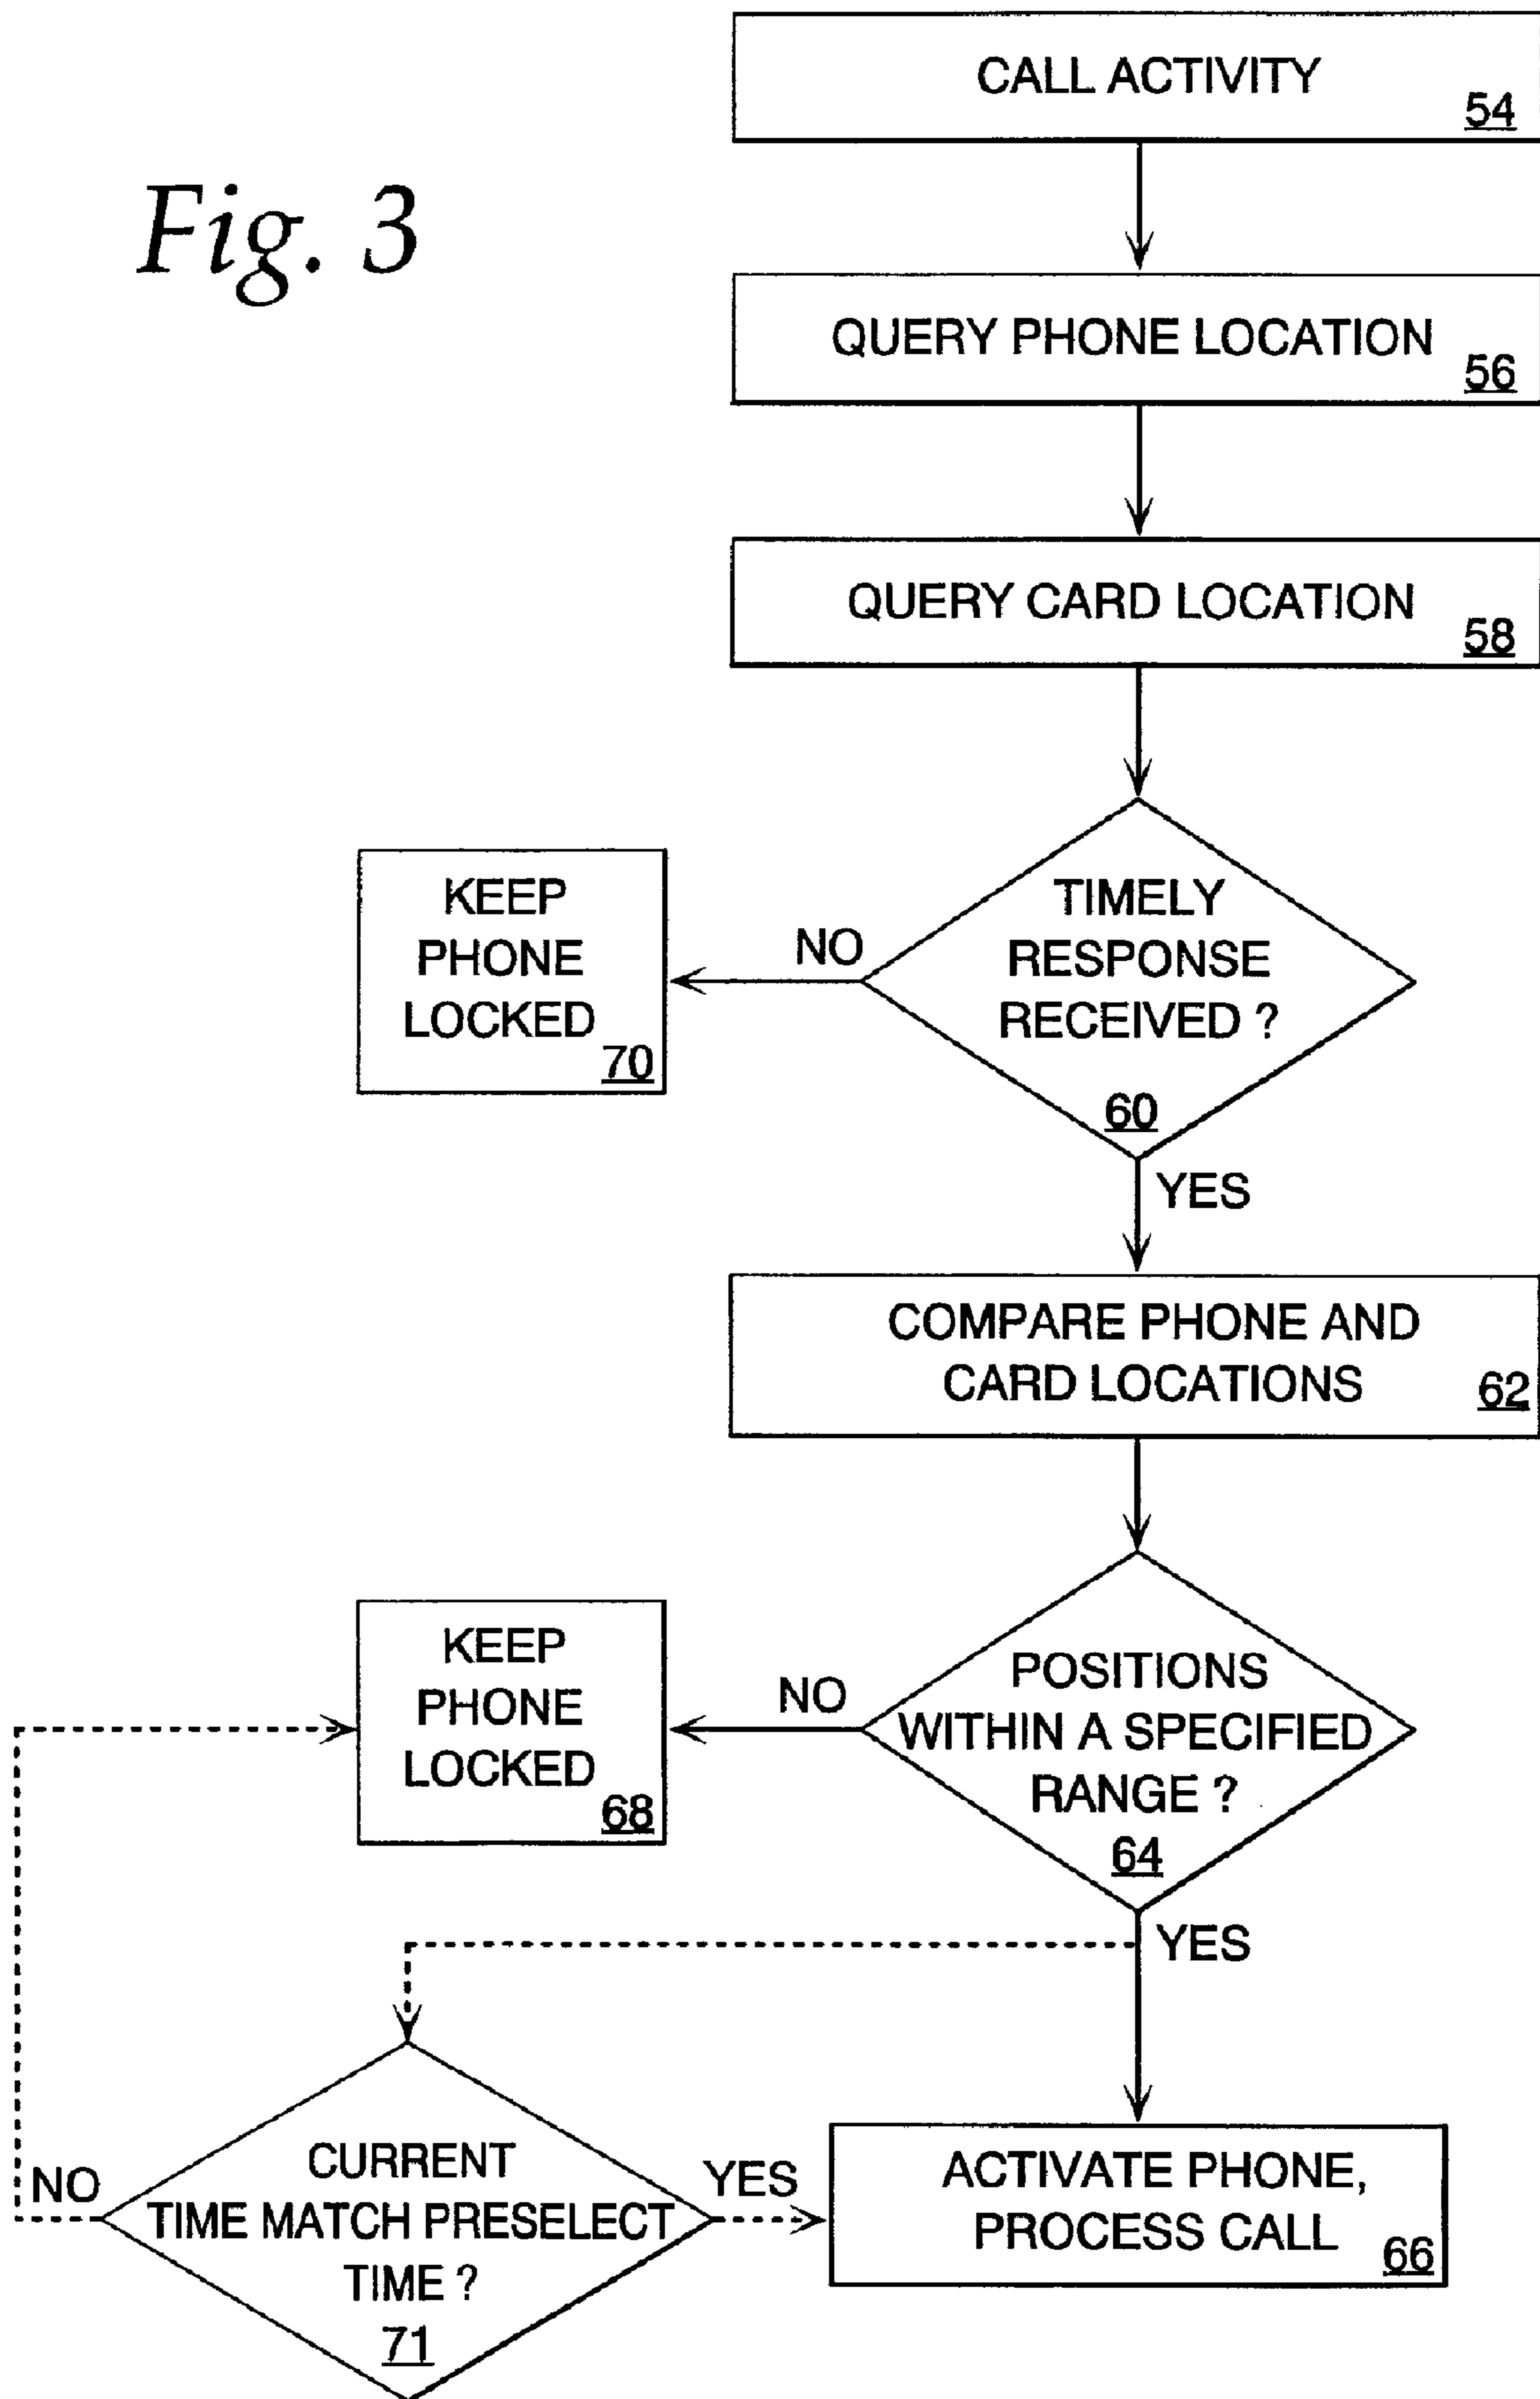 CALL ACTIVITY
54
Fig. 3
QUERY PHONE LOCATION
56
QUERY CARD LOCATION
58
KEEP
PHONE
LOCKED
70
NO
TIMELY
RESPONSE
RECEIVED ?
60
YES
COMPARE PHONE AND
CARD LOCATIONS
62
KEEP
PHONE
LOCKED
68
NO
POSITIONS
WITHIN A SPECIFIED
RANGE ?
64
YES
NO
CURRENT
TIME MATCH PRESELECT
TIME ?
71
YES
ACTIVATE PHONE,
PROCESS CALL
66